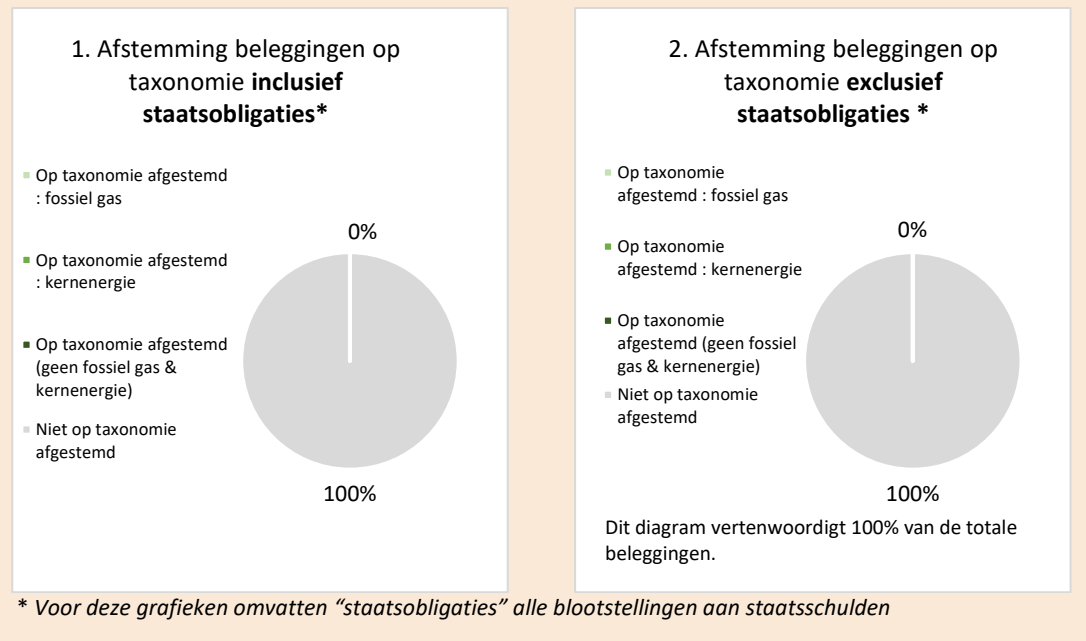 1. Afstemming beleggingen op
taxonomie inclusief
staatsobligaties*
Op taxonomie afgestemd
: fossiel gas
Op taxonomie afgestemd
: kernenergie
Op taxonomie afgestemd
(geen fossiel gas &
kernenergie)
Niet op taxonomie
afgestemd
0%
100%
2. Afstemming beleggingen op
taxonomie exclusief
staatsobligaties *
Op taxonomie
afgestemd : fossiel gas
Op taxonomie
afgestemd : kernenergie
Op taxonomie
afgestemd (geen fossiel
gas & kernenergie)
Niet op taxonomie
afgestemd
0%
100%
Dit diagram vertenwoordigt 100% van de totale
beleggingen.
* Voor deze grafieken omvatten “staatsobligaties” alle blootstellingen aan staatsschulden